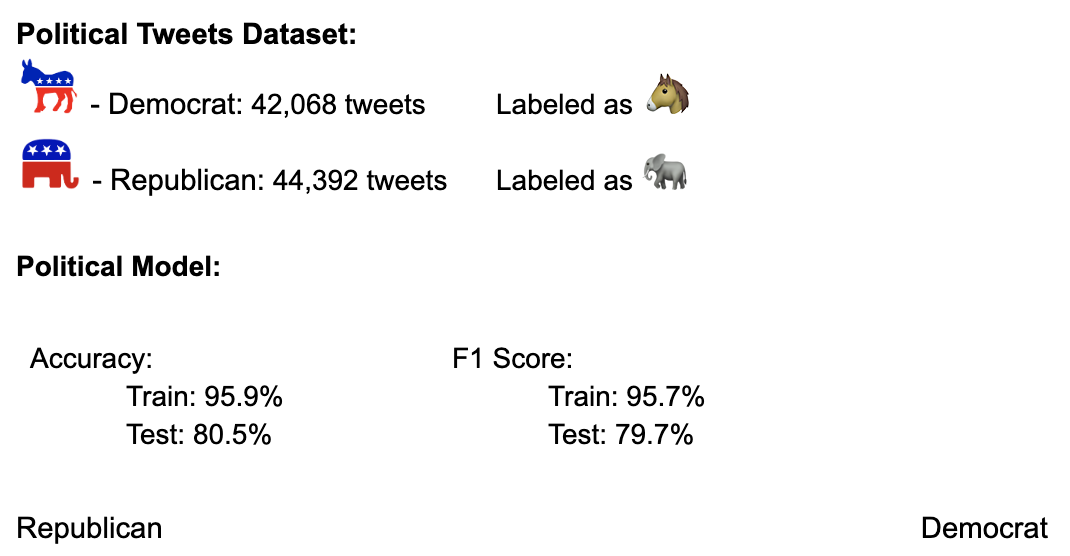 Political Tweets Dataset:
- Democrat: 42,068 tweets Labeled as
- Republican: 44,392 tweets Labeled as
Political Model:
Accuracy: F1 Score:
Train: 95.9% Train: 95.7%
Test: 80.5% Test: 79.7%
Republican Democrat